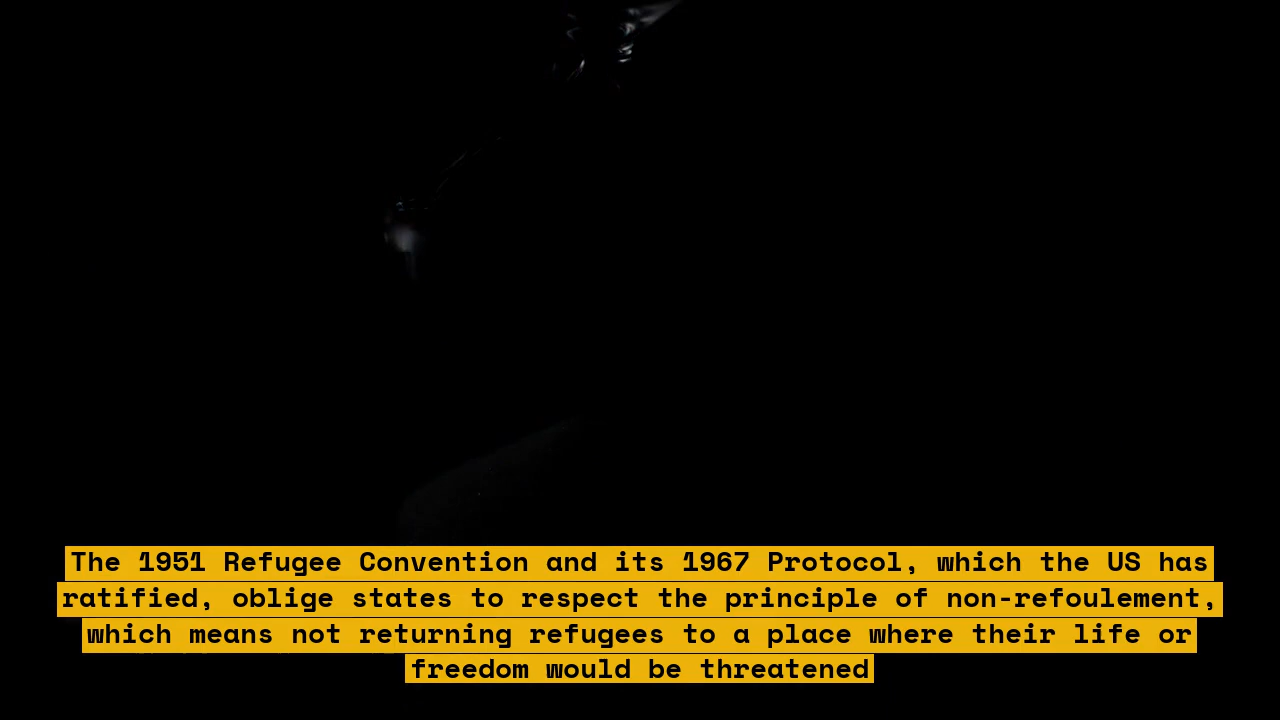 The 1951 Refugee Convention and its 1967 Protocol, which the US has
ratified, oblige states to respect the principle of non-refoulement,
which means not returning refugees to a place where their life or
freedom would be threatened